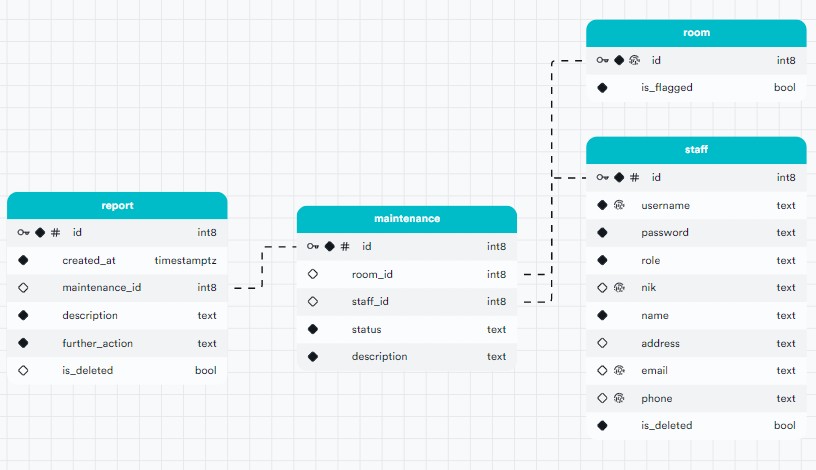 room
id int8
is_flagged bool
staff
id int8
username text
password text
role text
nik text
name text
address text
email text
phone text
is_deleted bool
report
# id int8
created_at timestamptz
maintenance_id int8
description text
further_action text
is_deleted bool
maintenance
# id int8
room_id int8
staff_id int8
status text
description text